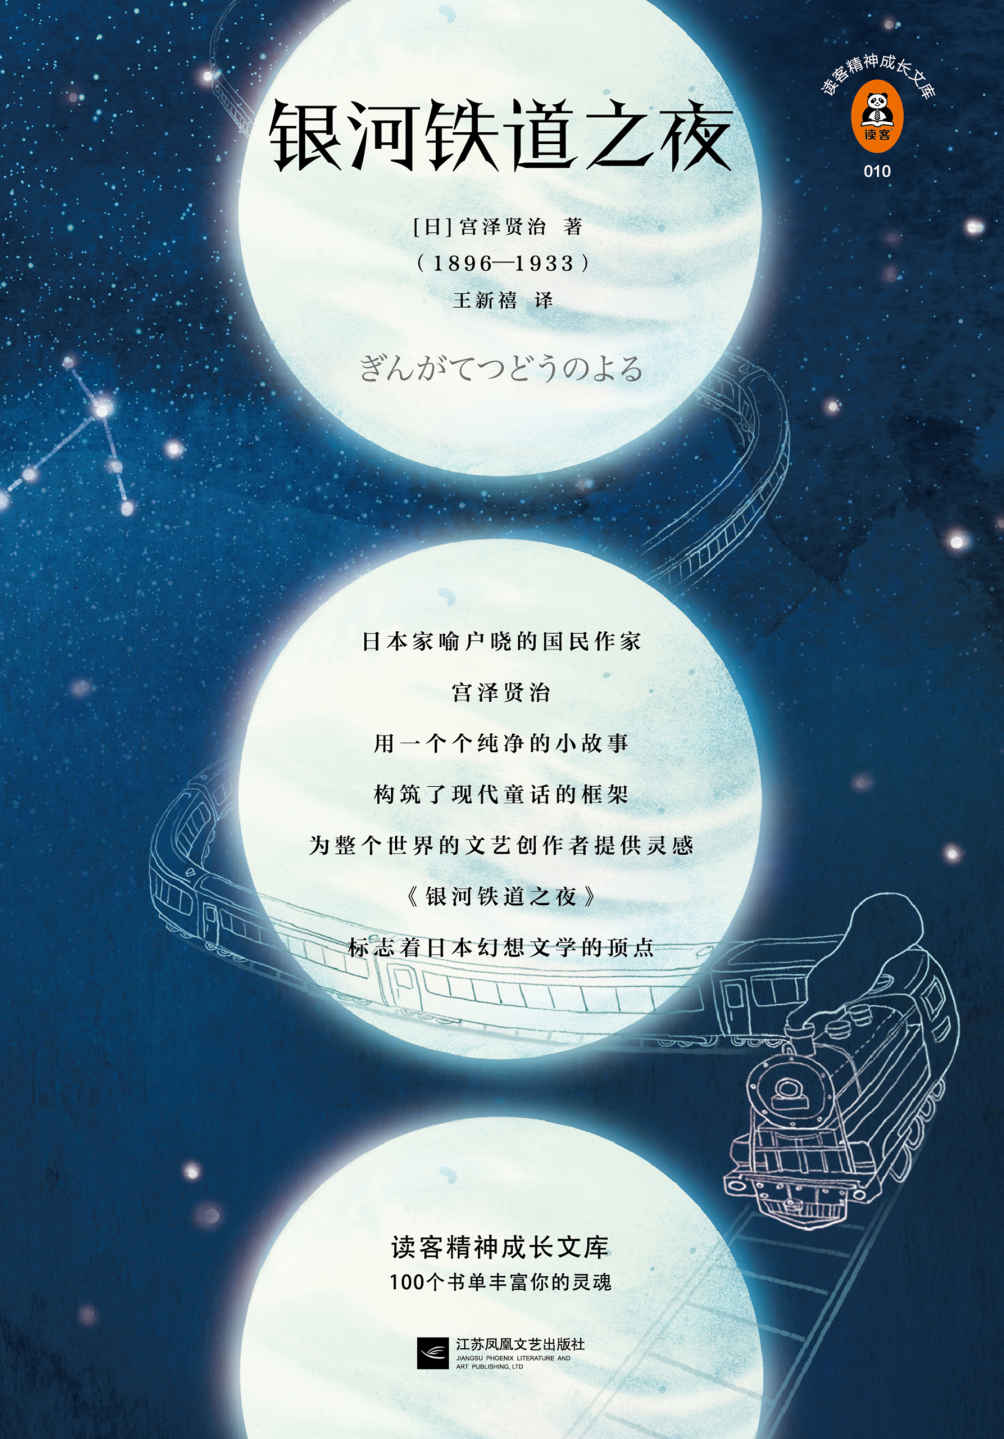 银河铁道之夜
读客精神成长文库
读客
010
[日]宫泽贤治 著
(1896—1933)
王新禧 译
ぎんがてつどうのよる
日本家喻户晓的国民作家
宫泽贤治
用一个个纯净的小故事
构筑了现代童话的框架
为整个世界的文艺创作者提供灵感
《银河铁道之夜》
标志着日本幻想文学的顶点
读客精神成长文库
100个书单丰富你的灵魂
江苏凤凰文艺出版社
JIANGSU PHOENIX LITERATURE AND
ART PUBLISHING, LTD